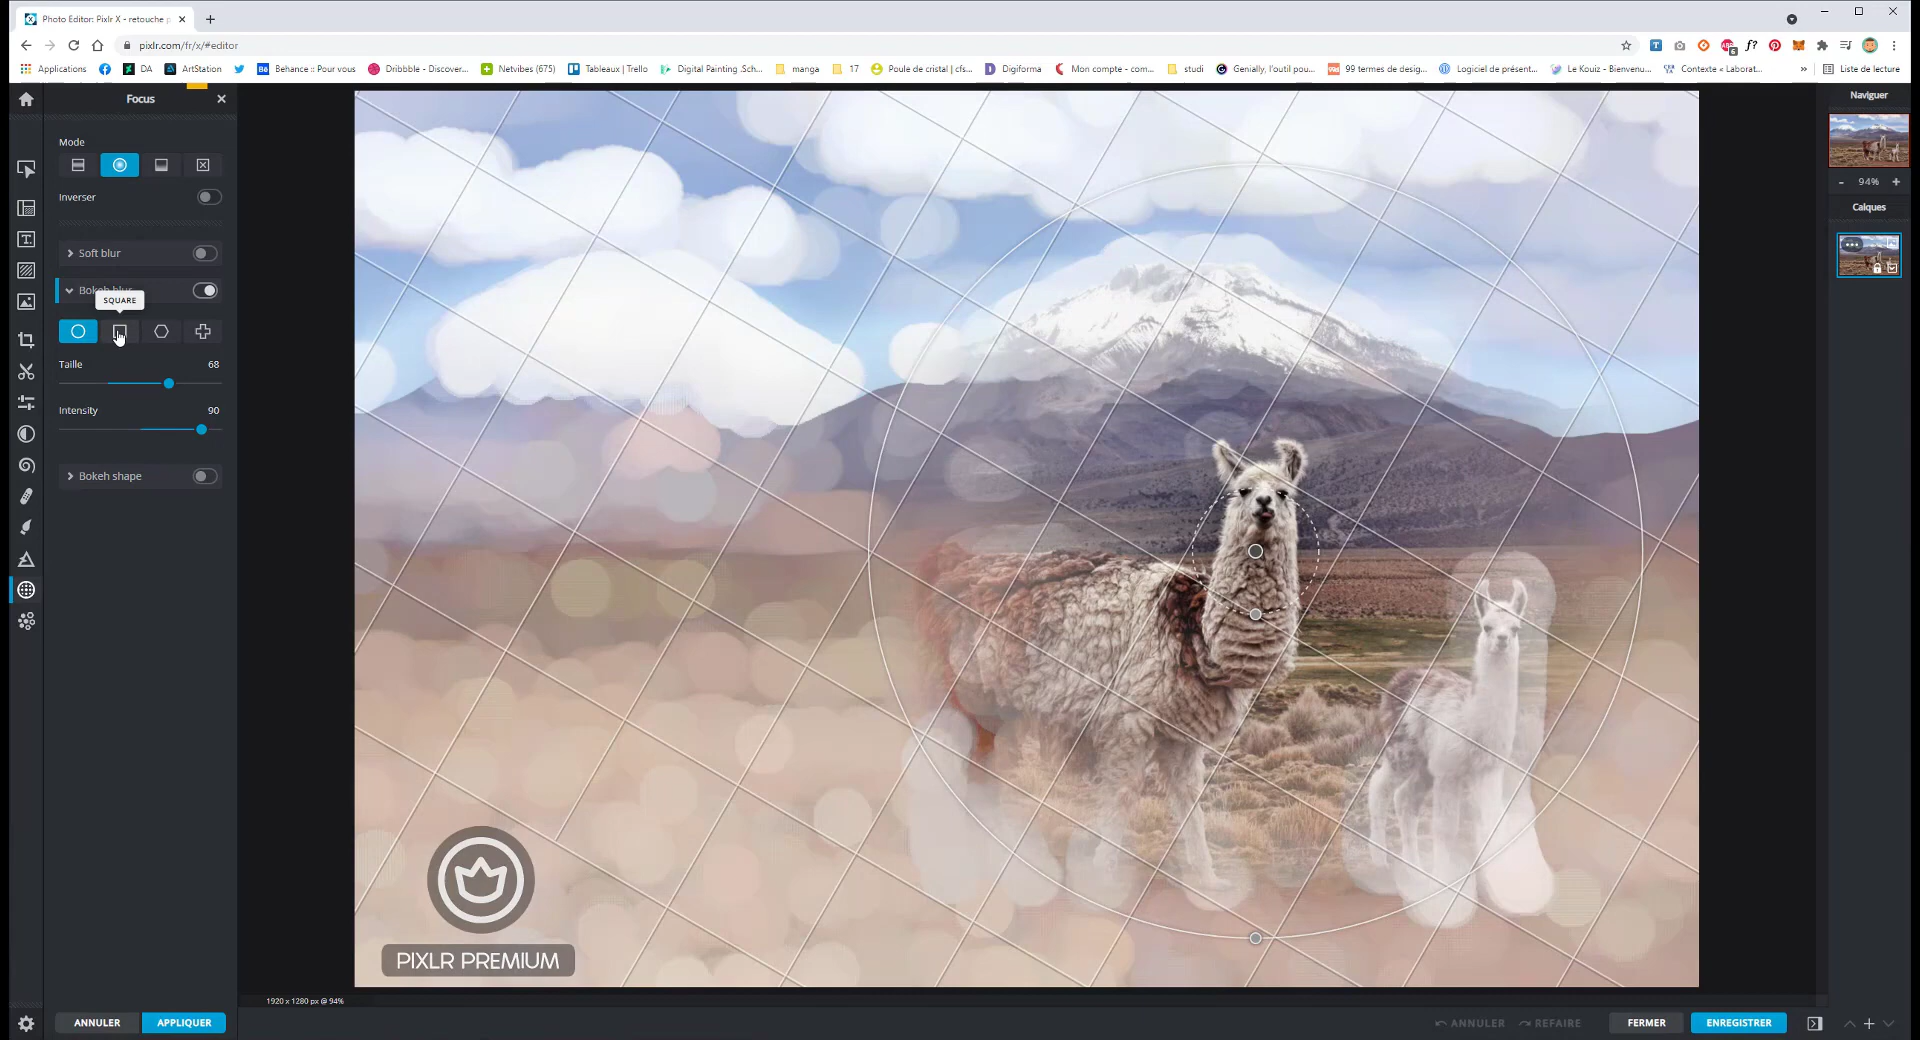 Photo Editor: Pixlr X - retouche
pixlr.com/fr/x/#editor
Applications
DA
ArtStation
Behance :: Pour vous
Dribbble - Discover...
Netvibes (675)
Tableaux | Trello
Digital Painting .Sch...
manga
17
Poule de cristal | cfs...
Digiforma
Mon compte - com...
studi
Genially, l'outil pou...
99 termes de desig...
Logiciel de présent...
Le Kouiz - Bienvenu...
Contexte « Laborat...
»
Liste de lecture
Focus
Naviguer
Mode
Inverser
- 94% +
Calques
Soft blur
Bokeh blur
SQUARE
Taille 68
Intensity 90
Bokeh shape
PIXLR PREMIUM
1920 x 1280 px @ 94%
ANNULER
APPLIQUER
ANNULER
REFAIRE
FERMER
ENREGISTRER